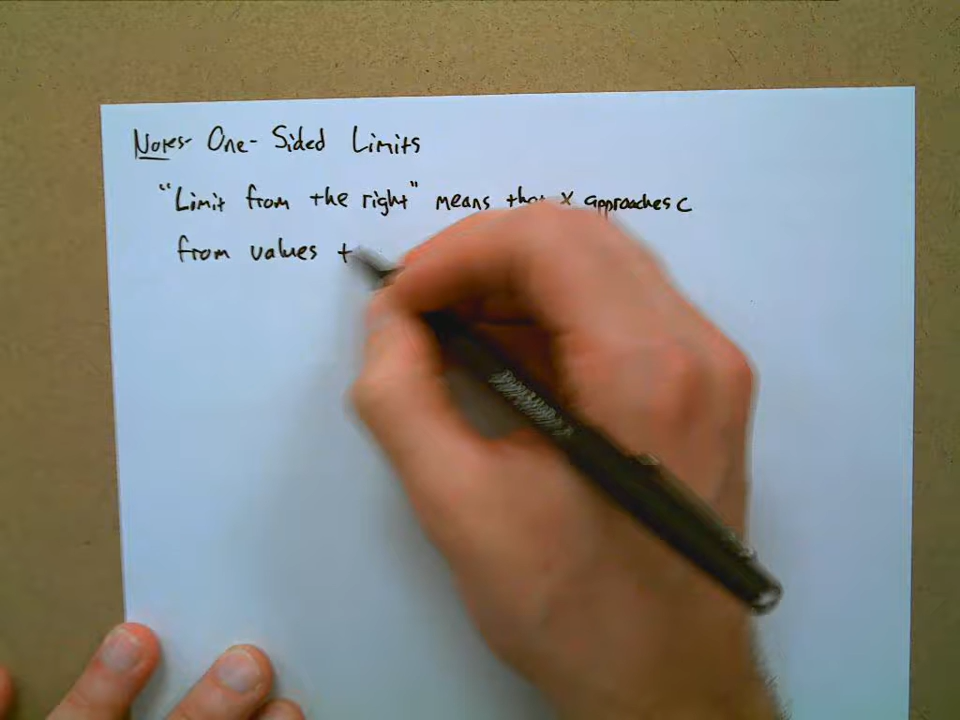 Notes- One-Sided Limits
"Limit from the right" means that x approaches c
from values t